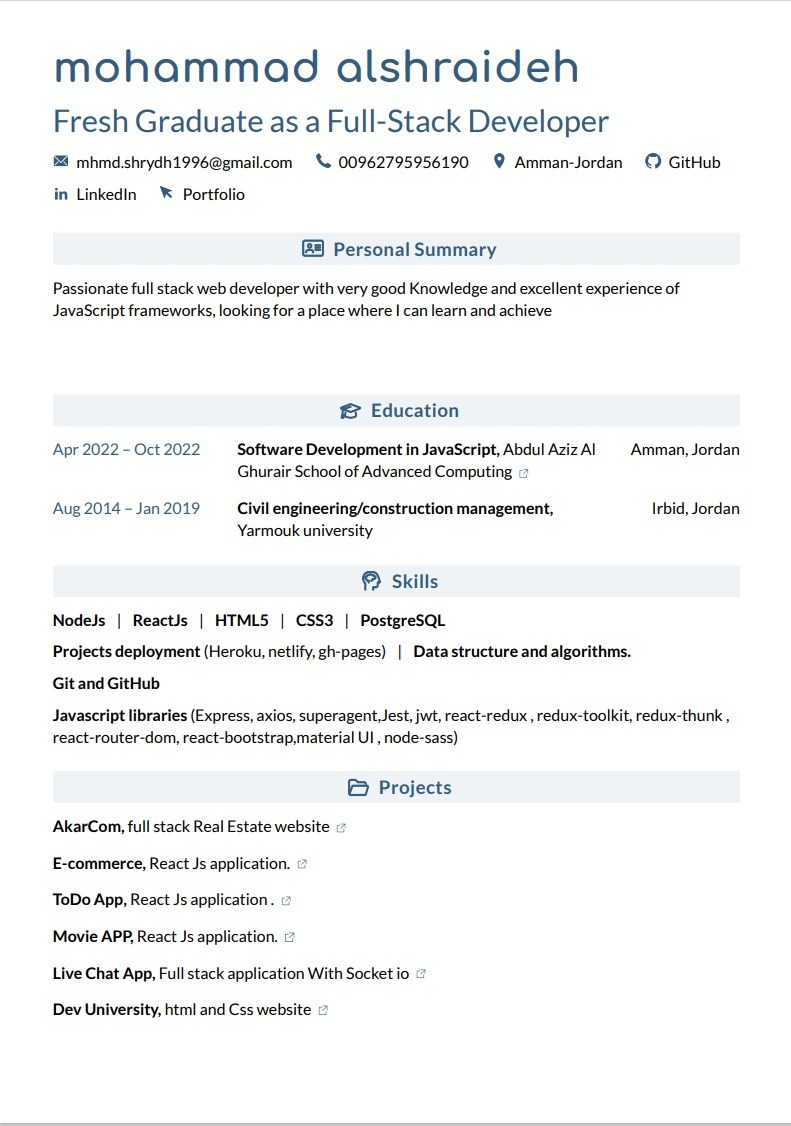 mohammad alshraideh
Fresh Graduate as a Full-Stack Developer
mhmd.shrydh1996@gmail.com 00962795956190 Amman-Jordan GitHub
LinkedIn Portfolio
Personal Summary
Passionate full stack web developer with very good Knowledge and excellent experience of
JavaScript frameworks, looking for a place where I can learn and achieve
Education
Apr 2022 – Oct 2022 Software Development in JavaScript, Abdul Aziz Al Amman, Jordan
Ghurair School of Advanced Computing
Aug 2014 – Jan 2019 Civil engineering/construction management, Irbid, Jordan
Yarmouk university
Skills
NodeJs | ReactJs | HTML5 | CSS3 | PostgreSQL
Projects deployment (Heroku, netlify, gh-pages) | Data structure and algorithms.
Git and GitHub
Javascript libraries (Express, axios, superagent,Jest, jwt, react-redux , redux-toolkit, redux-thunk ,
react-router-dom, react-bootstrap,material UI , node-sass)
Projects
AkarCom, full stack Real Estate website
E-commerce, React Js application.
ToDo App, React Js application .
Movie APP, React Js application.
Live Chat App, Full stack application With Socket io
Dev University, html and Css website